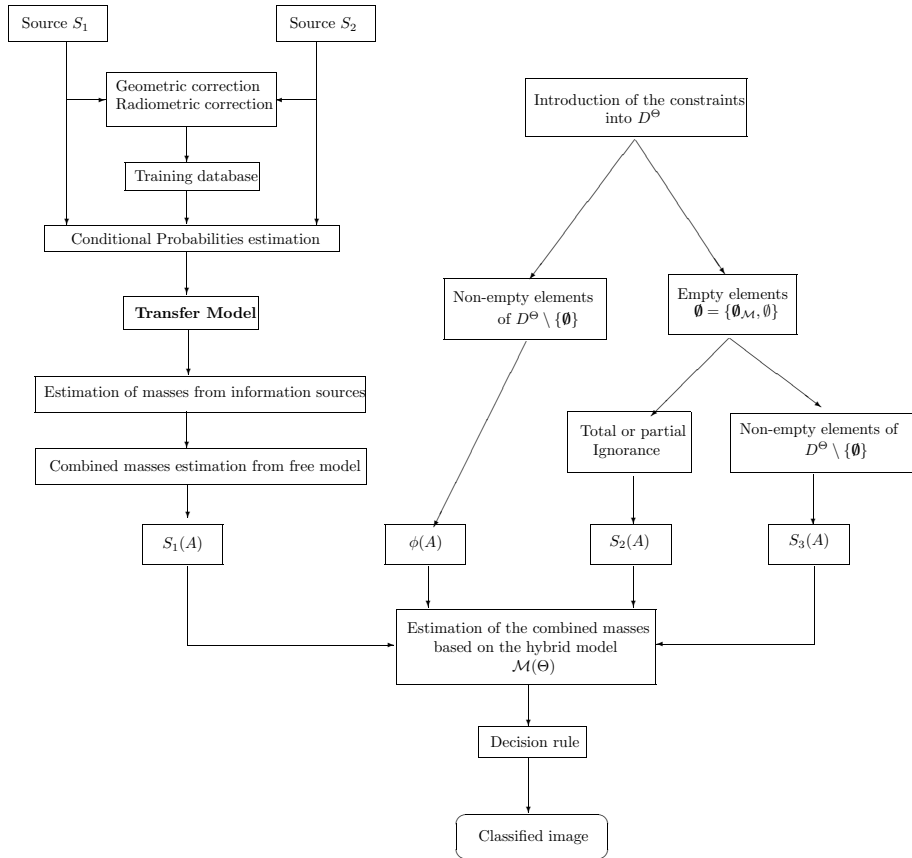 Source S₁
Source S₂
Geometric correction
Radiometric correction
Training database
Conditional Probabilities estimation
Transfer Model
Estimation of masses from information sources
Combined masses estimation from free model
S₁(A)
Introduction of the constraints
into D^Θ
Non-empty elements
of D^Θ \ {∅}
Empty elements
∅ = {∅_ℳ, ∅}
Total or partial
Ignorance
Non-empty elements of
D^Θ \ {∅}
ϕ(A)
S₂(A)
S₃(A)
Estimation of the combined masses
based on the hybrid model
ℳ(Θ)
Decision rule
Classified image